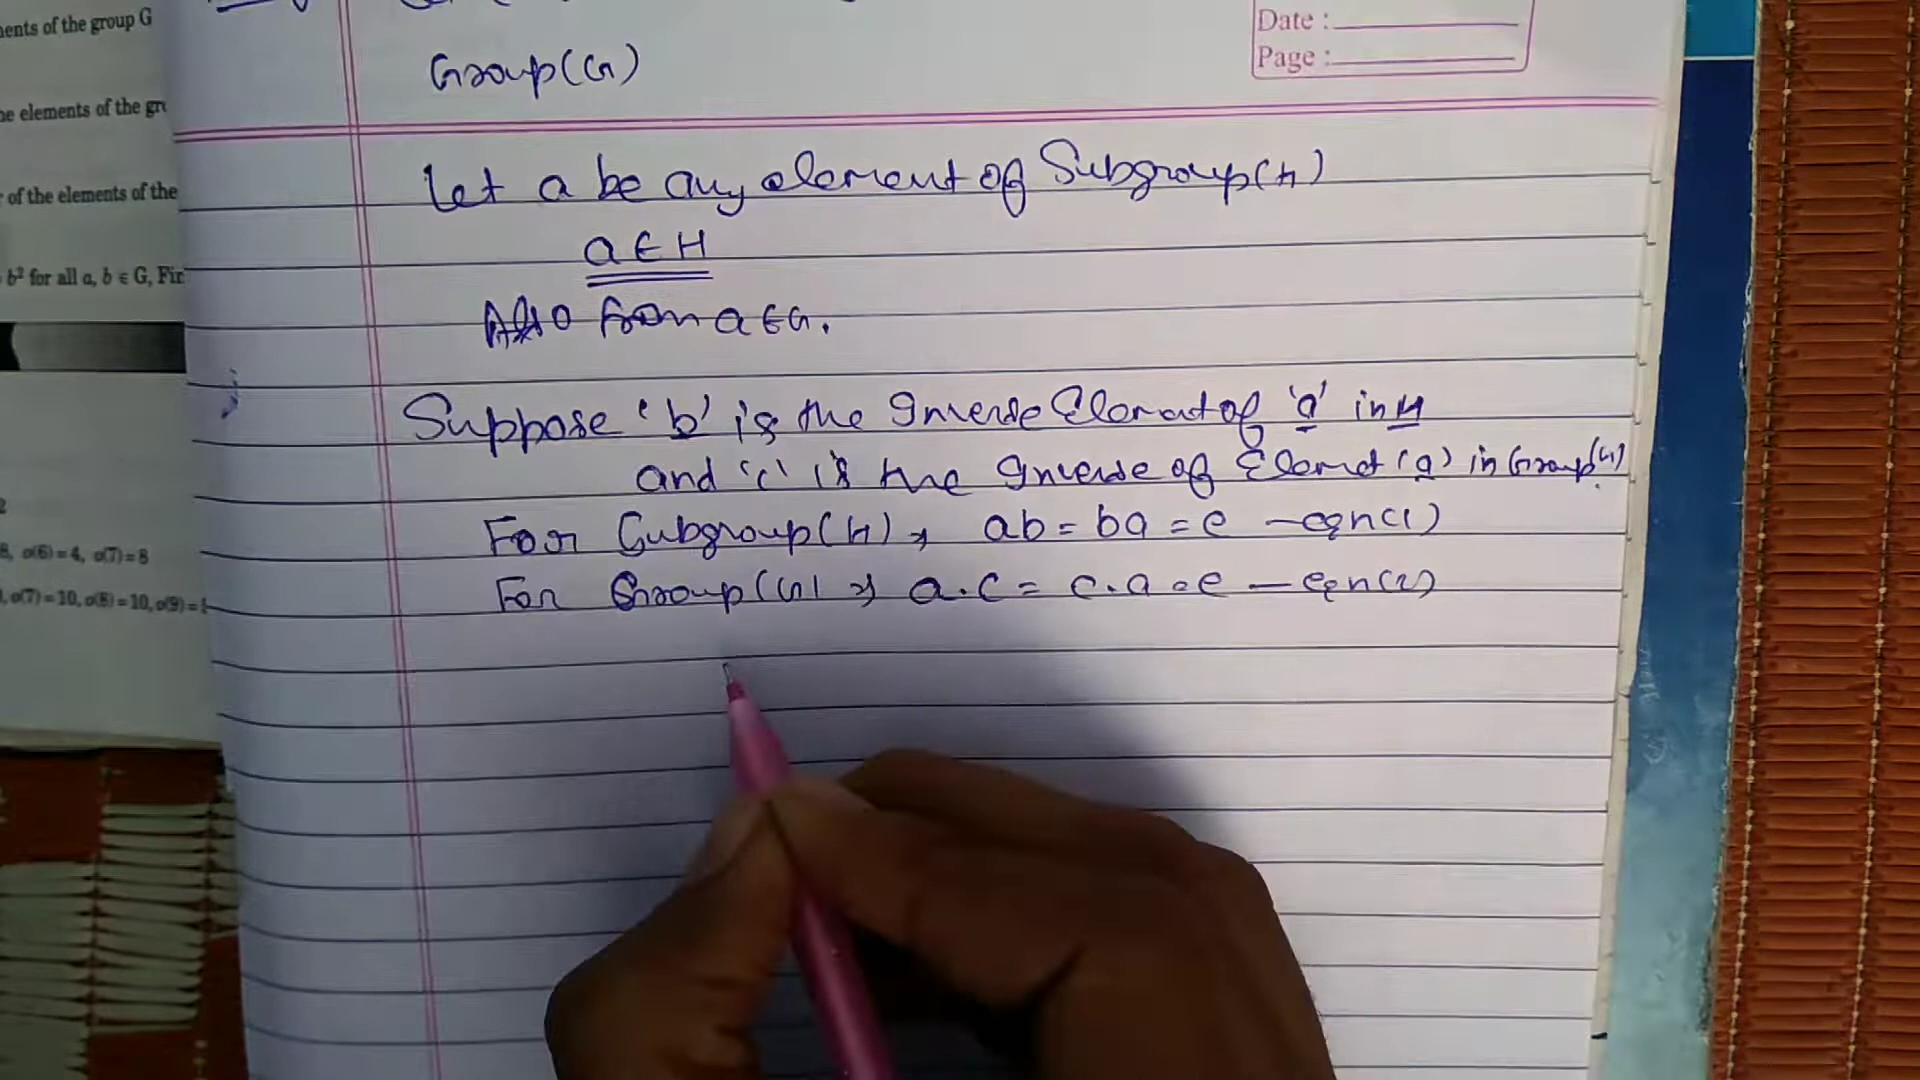 ents of the group G
Date :
Page :
Group(G)
he elements of the gr
of the elements of the
b² for all a, b ∈ G, Fin
Let a be any element of Subgroup(H)
a ∈ H
Also from a ∈ G.
Suppose 'b' is the Inverse Element of 'a' in H
and 'c' is the Inverse of Element (a) in Group(G)
For Subgroup(H) ⇒ ab = ba = e - eqn(1)
For Group(G) ⇒ a.c = c.a = e - eqn(2)
8, o(6) = 4, o(7) = 8
, o(7) = 10, o(8) = 10, o(9) =